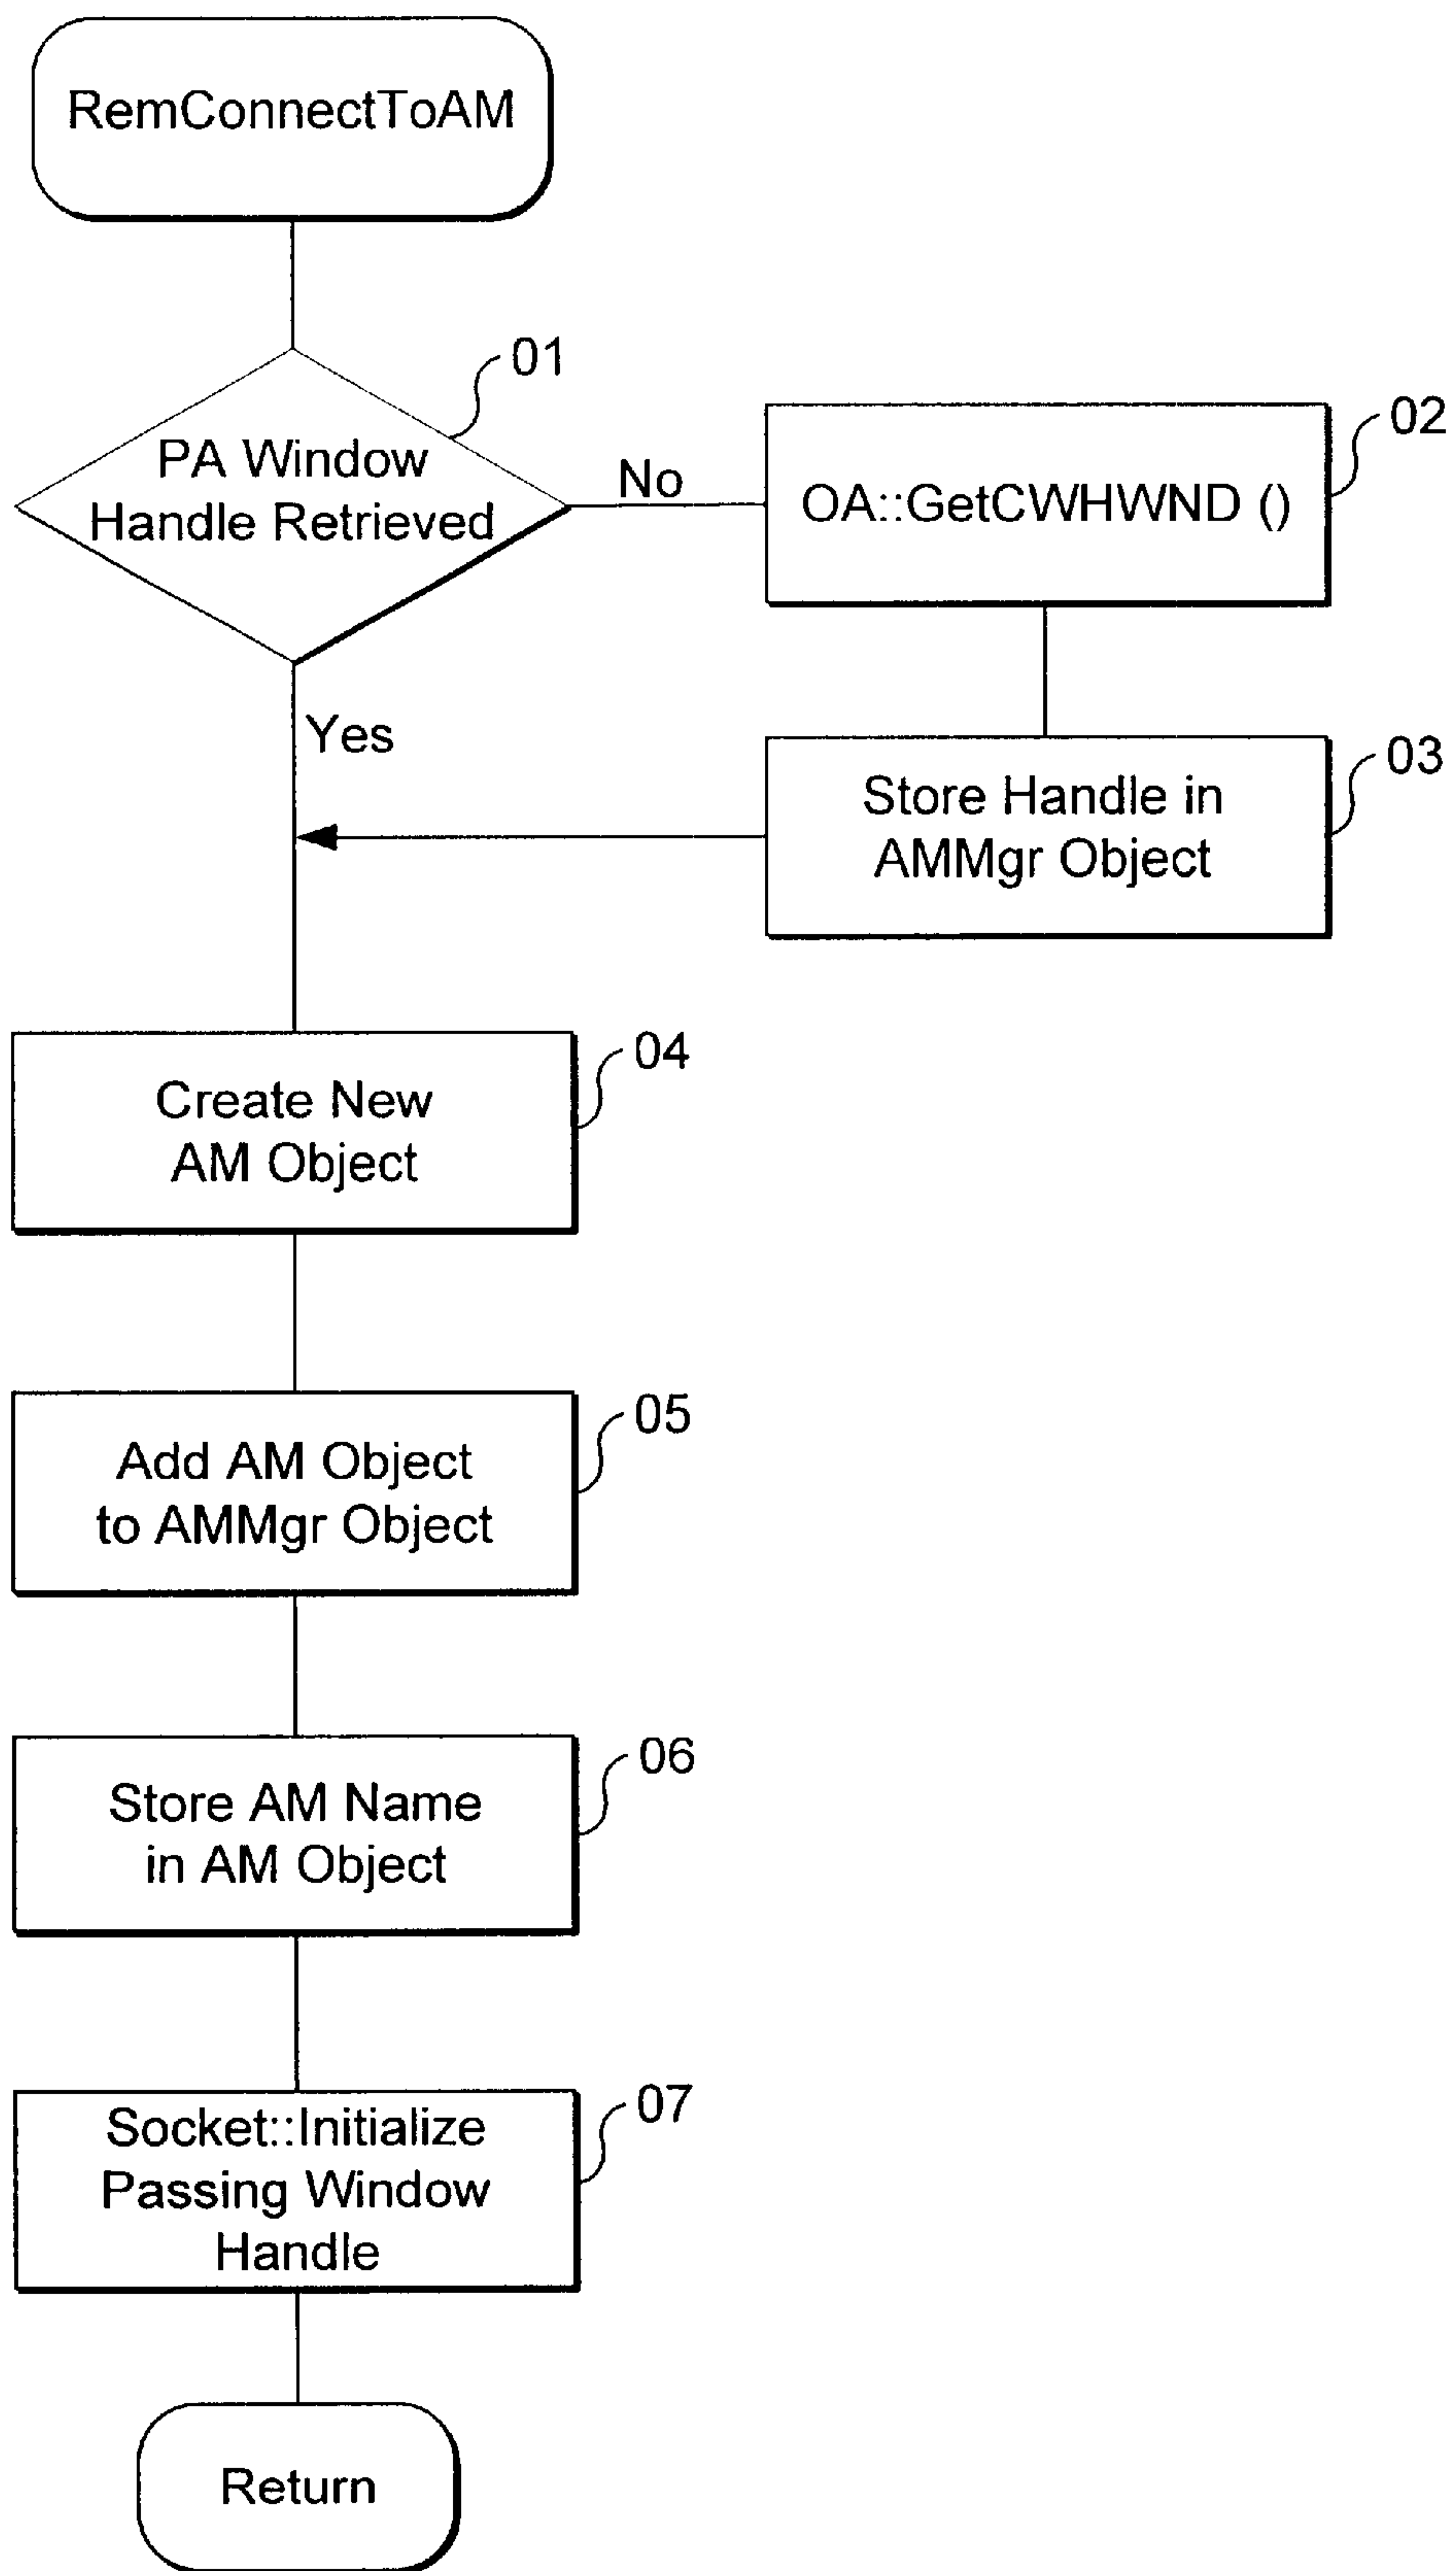 RemConnectToAM
01
PA Window
Handle Retrieved
No
02
OA::GetCWHWND ()
Yes
03
Store Handle in
AMMgr Object
04
Create New
AM Object
05
Add AM Object
to AMMgr Object
06
Store AM Name
in AM Object
07
Socket::Initialize
Passing Window
Handle
Return